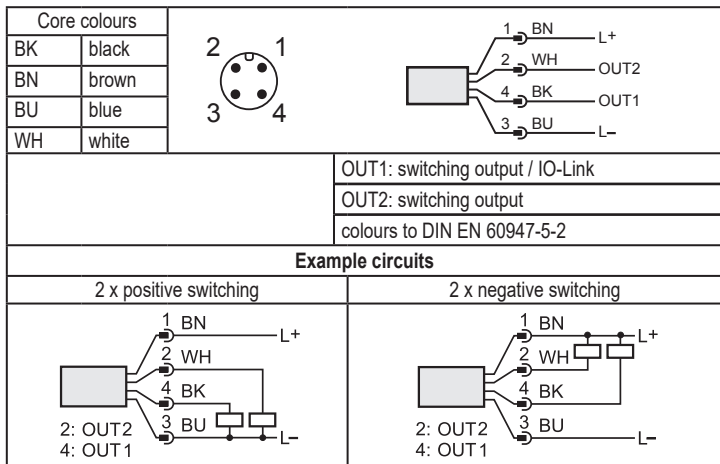 Core colours
BK black
BN brown
BU blue
WH white
2 1
3 4
1 BN L+
2 WH OUT2
4 BK OUT1
3 BU L–
OUT1: switching output / IO-Link
OUT2: switching output
colours to DIN EN 60947-5-2
Example circuits
2 x positive switching
2 x negative switching
1 BN L+
2 WH
4 BK
3 BU L–
2: OUT2
4: OUT1
1 BN L+
2 WH
4 BK
3 BU L–
2: OUT2
4: OUT1